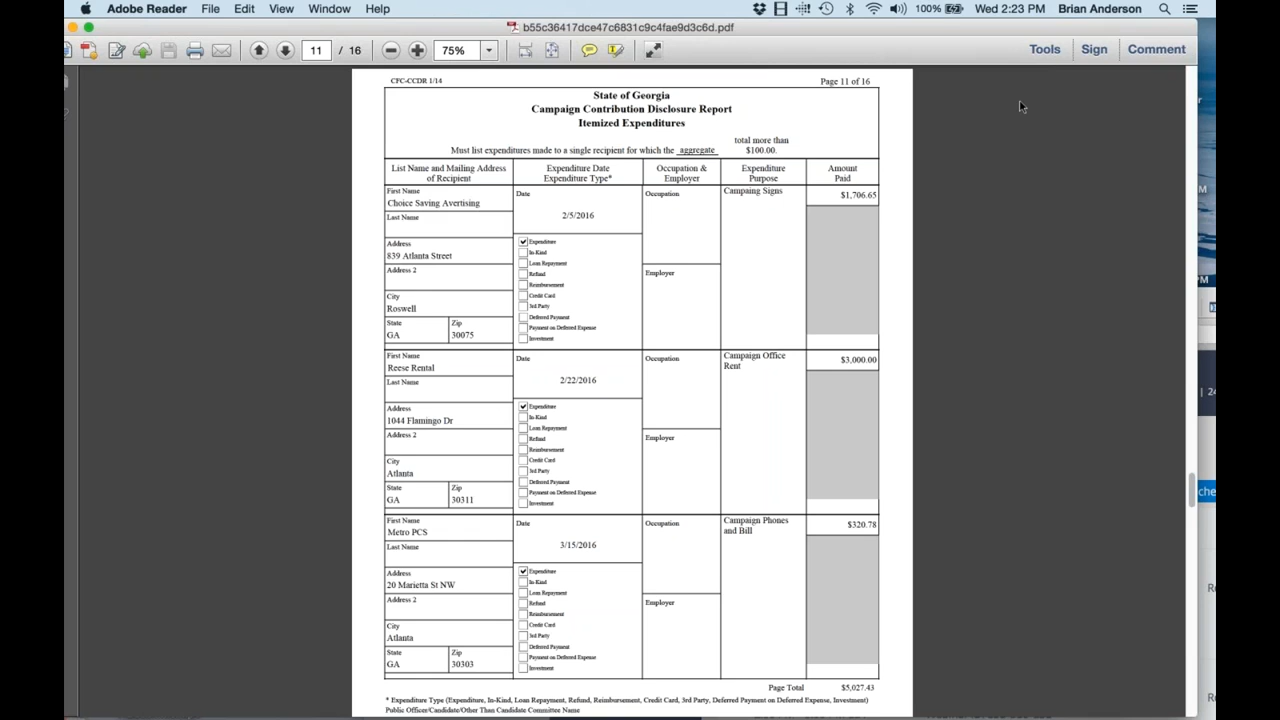 Adobe Reader File Edit View Window Help 100% Wed 2:23 PM Brian Anderson
b55c36417dce47c6831c9c4fae9d3c6d.pdf
11 / 16 75% Tools Sign Comment
CFC-CCDR 1/14 Page 11 of 16
State of Georgia
Campaign Contribution Disclosure Report
Itemized Expenditures
total more than
Must list expenditures made to a single recipient for which the aggregate $100.00.
List Name and Mailing Address Expenditure Date Occupation & Expenditure Amount
of Recipient Expenditure Type* Employer Purpose Paid
First Name Date Occupation Campaing Signs $1,706.65
Choice Saving Avertising
Last Name 2/5/2016
Address Expenditure
839 Atlanta Street In-Kind
Loan Repayment
Address 2 Refund Employer
Reimbursement
City Credit Card
Roswell 3rd Party
Deferred Payment
State Zip Payment on Deferred Expense
GA 30075 Investment
First Name Date Occupation Campaign Office $3,000.00
Reese Rental Rent
Last Name 2/22/2016
Address Expenditure
1044 Flamingo Dr In-Kind
Loan Repayment
Address 2 Refund Employer
Reimbursement
City Credit Card
Atlanta 3rd Party
Deferred Payment
State Zip Payment on Deferred Expense
GA 30311 Investment
First Name Date Occupation Campaign Phones $320.78
Metro PCS and Bill
Last Name 3/15/2016
Address Expenditure
20 Marietta St NW In-Kind
Loan Repayment
Address 2 Refund Employer
Reimbursement
City Credit Card
Atlanta 3rd Party
Deferred Payment
State Zip Payment on Deferred Expense
GA 30303 Investment
Page Total $5,027.43
* Expenditure Type (Expenditure, In-Kind, Loan Repayment, Refund, Reimbursement, Credit Card, 3rd Party, Deferred Payment on Deferred Expense, Investment)
Public Officer/Candidate/Other Than Candidate Committee Name